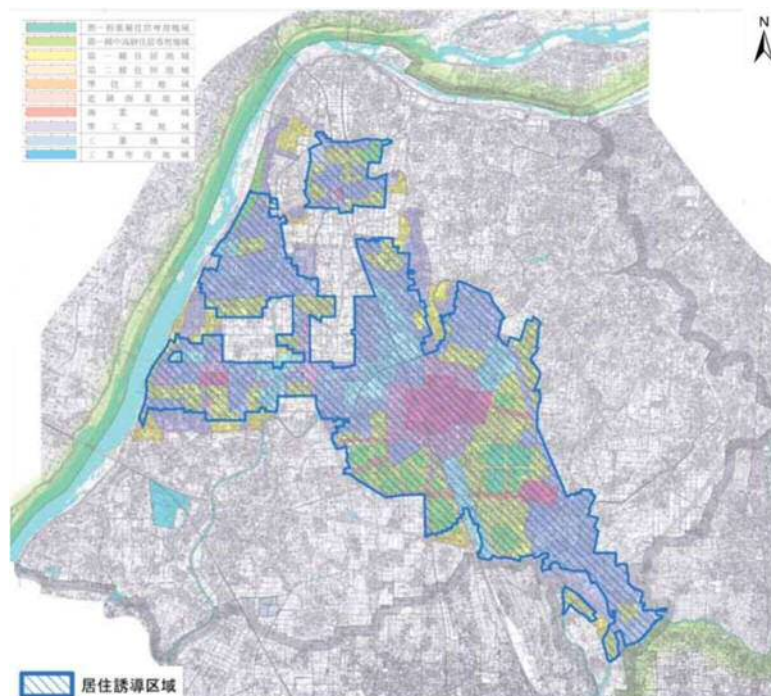 第一種低層住居専用地域
第一種中高層住居専用地域
第一種住居地域
第二種住居地域
準住居地域
近隣商業地域
商業地域
準工業地域
工業地域
工業専用地域
N
居住誘導区域